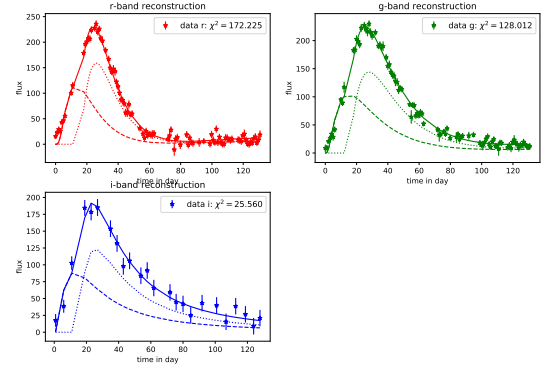 r-band reconstruction
flux
250
200
150
100
50
0
data r: χ² = 172.225
0 20 40 60 80 100 120
time in day
g-band reconstruction
flux
200
150
100
50
0
data g: χ² = 128.012
0 20 40 60 80 100 120
time in day
i-band reconstruction
flux
200
175
150
125
100
75
50
25
0
data i: χ² = 25.560
0 20 40 60 80 100 120
time in day